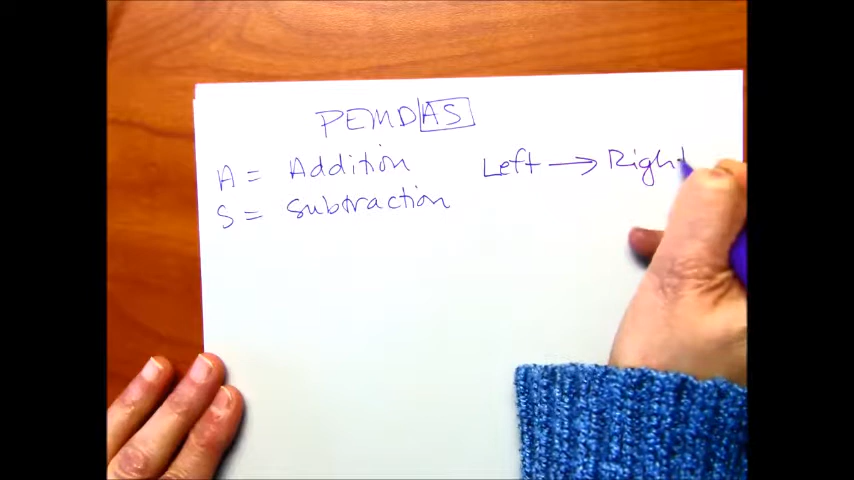 PEMDAS
A = Addition Left → Right
S = Subtraction